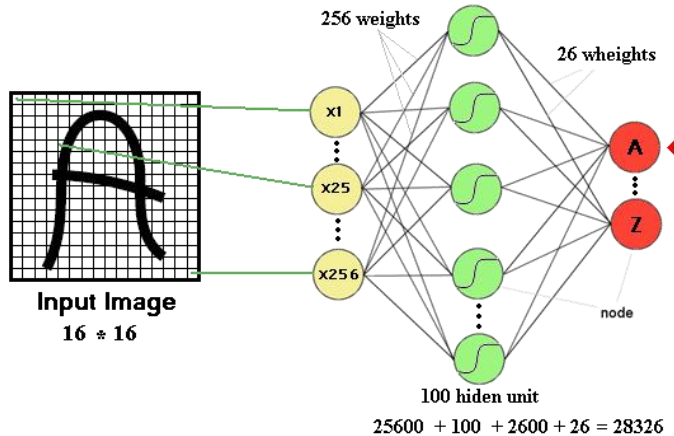 256 weights
26 wheights
x1
x25
x256
A
Z
node
Input Image
16 * 16
100 hiden unit
25600 + 100 + 2600 + 26 = 28326